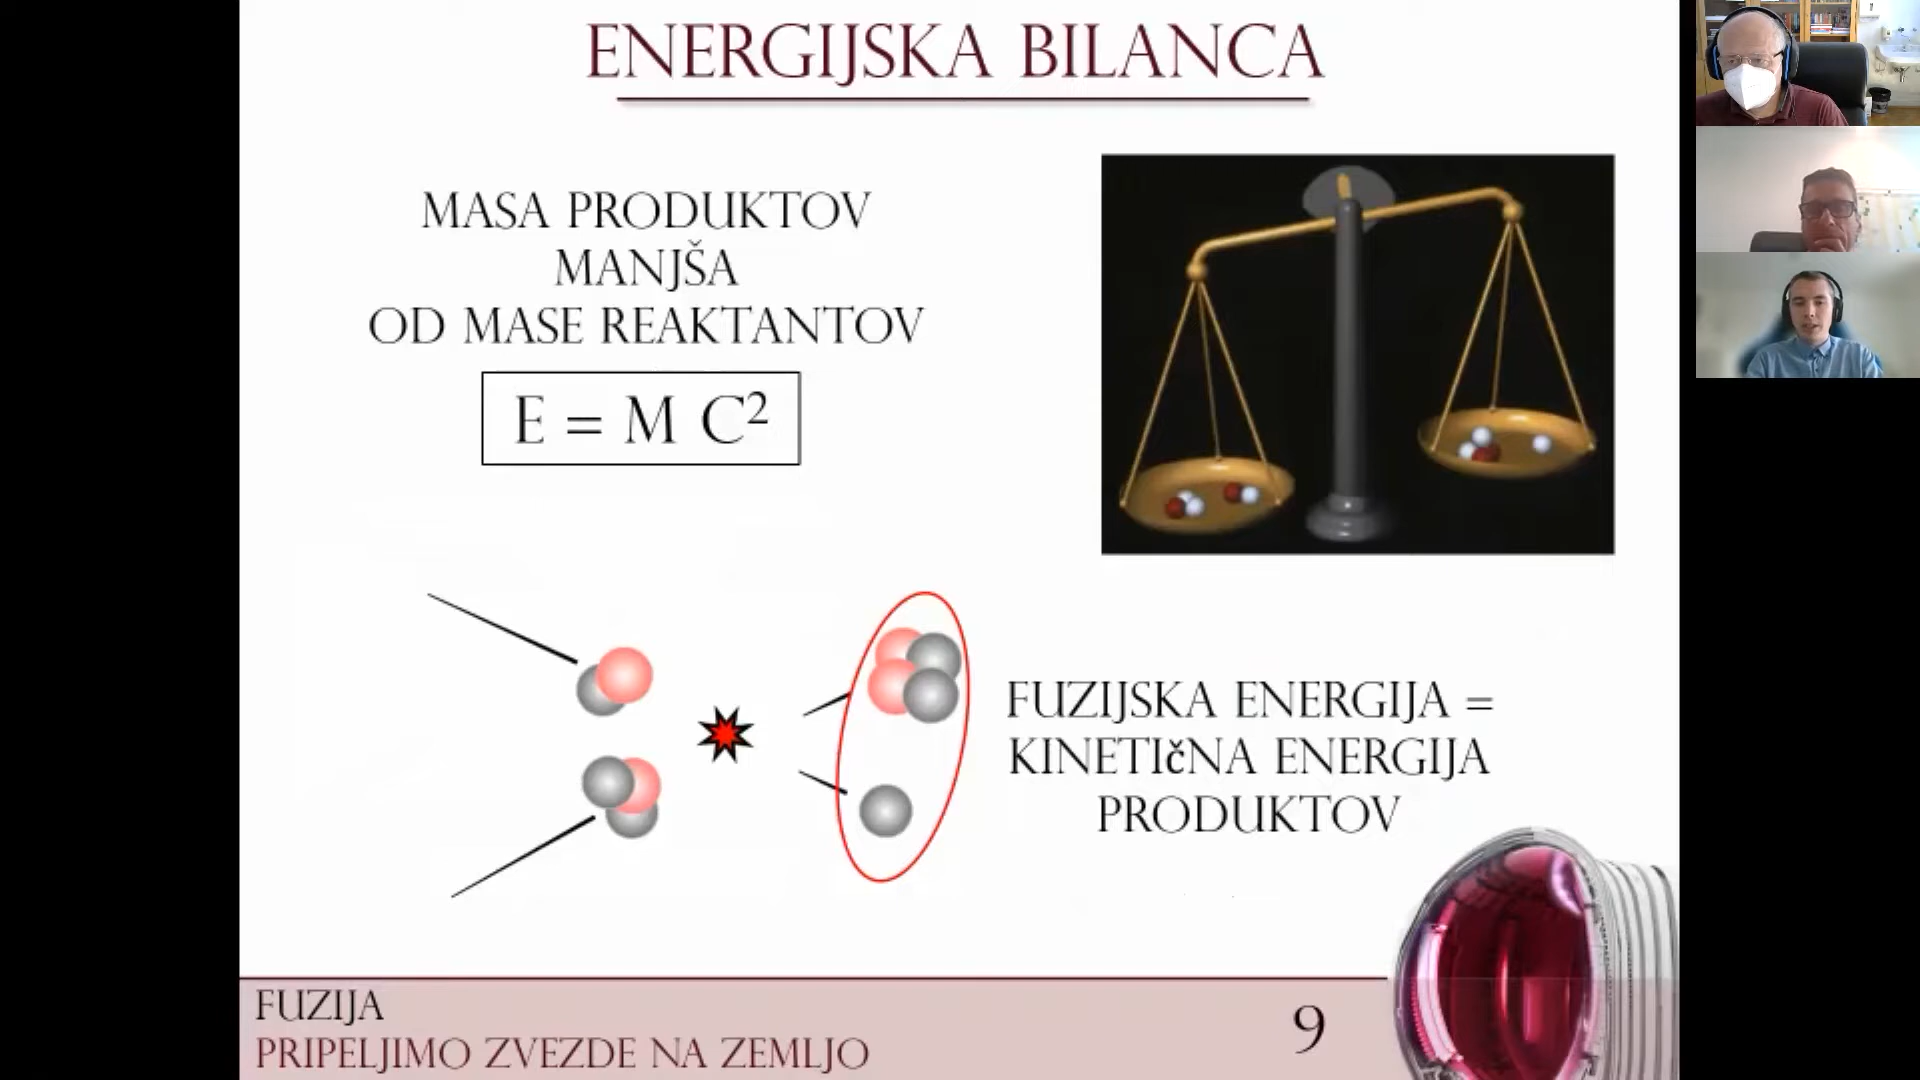 ENERGIJSKA BILANCA
MASA PRODUKTOV
MANJŠA
OD MASE REAKTANTOV
E = M C²
FUZIJSKA ENERGIJA =
KINETIčNA ENERGIJA
PRODUKTOV
FUZIJA
PRIPELJIMO ZVEZDE NA ZEMLJO
9